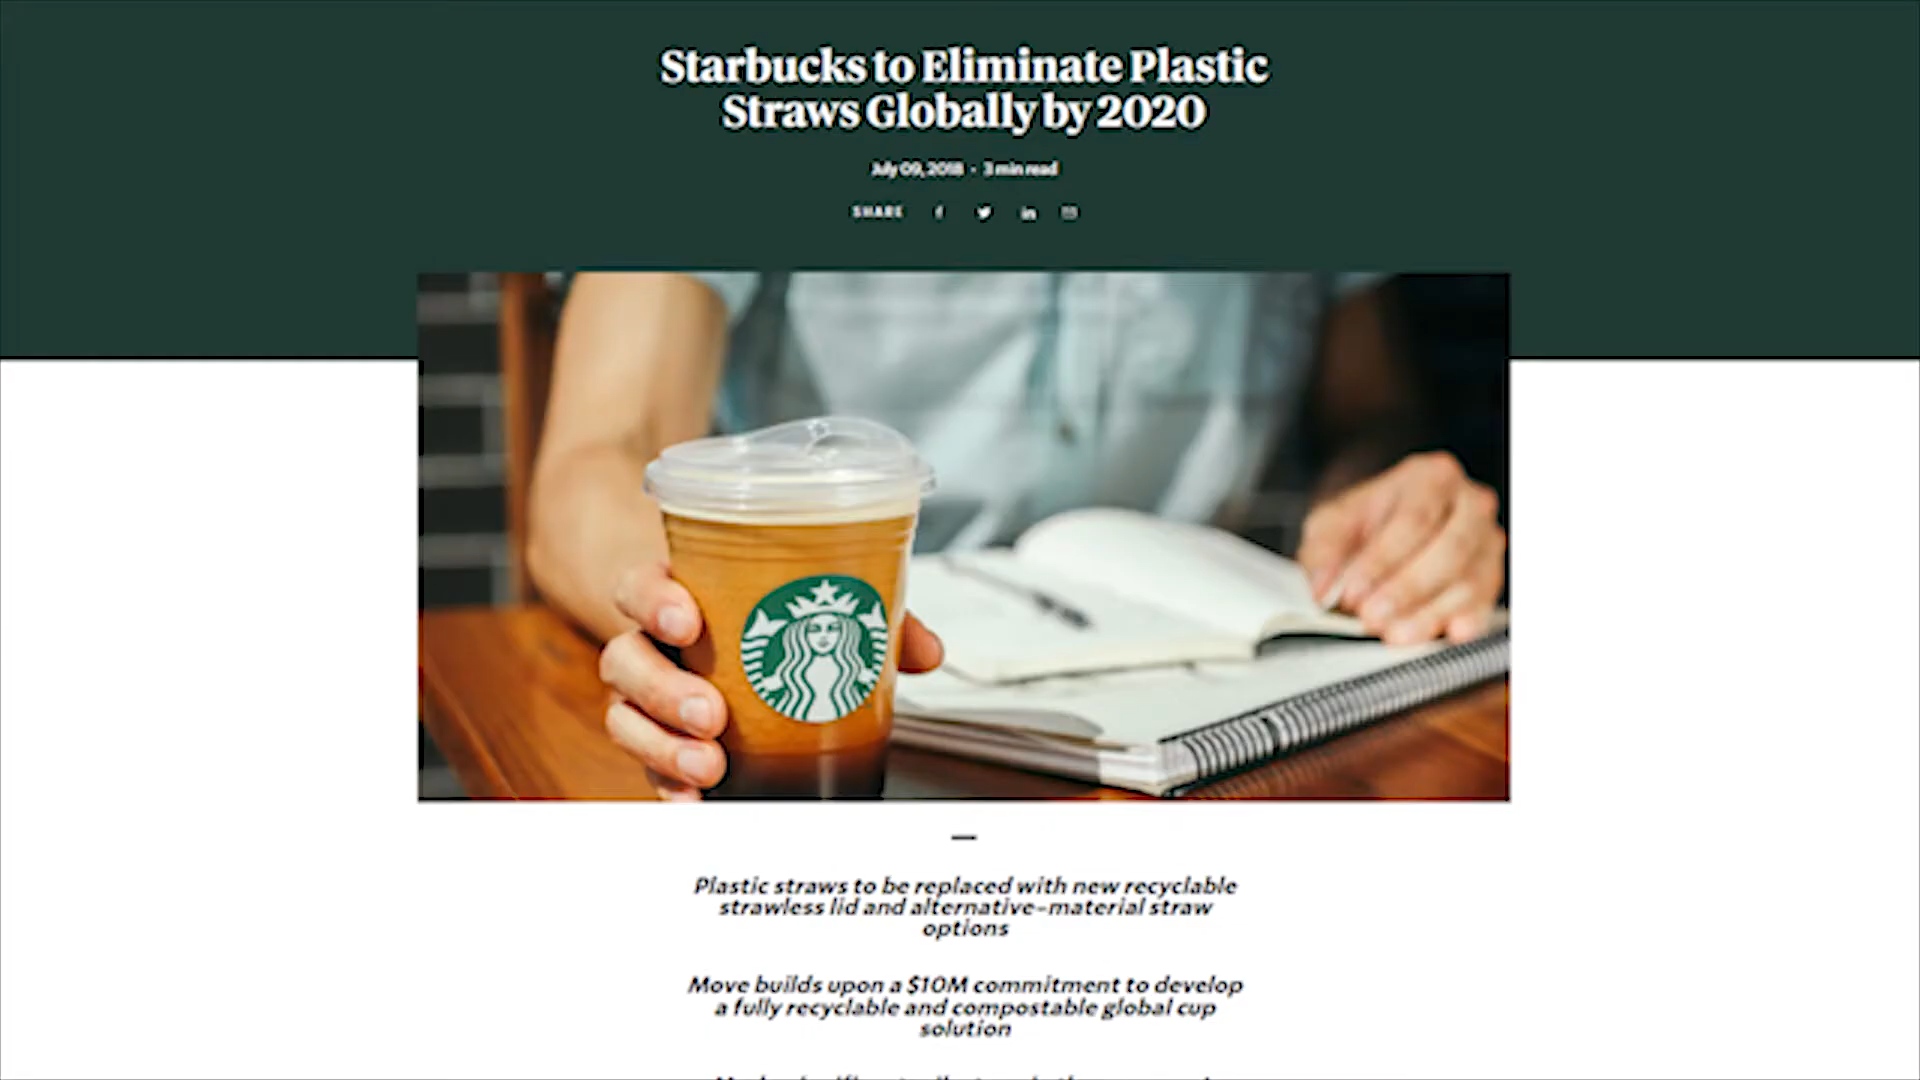 Starbucks to Eliminate Plastic
Straws Globally by 2020
July 09, 2018 • 3 min read
SHARE
Plastic straws to be replaced with new recyclable
strawless lid and alternative-material straw
options
Move builds upon a $10M commitment to develop
a fully recyclable and compostable global cup
solution